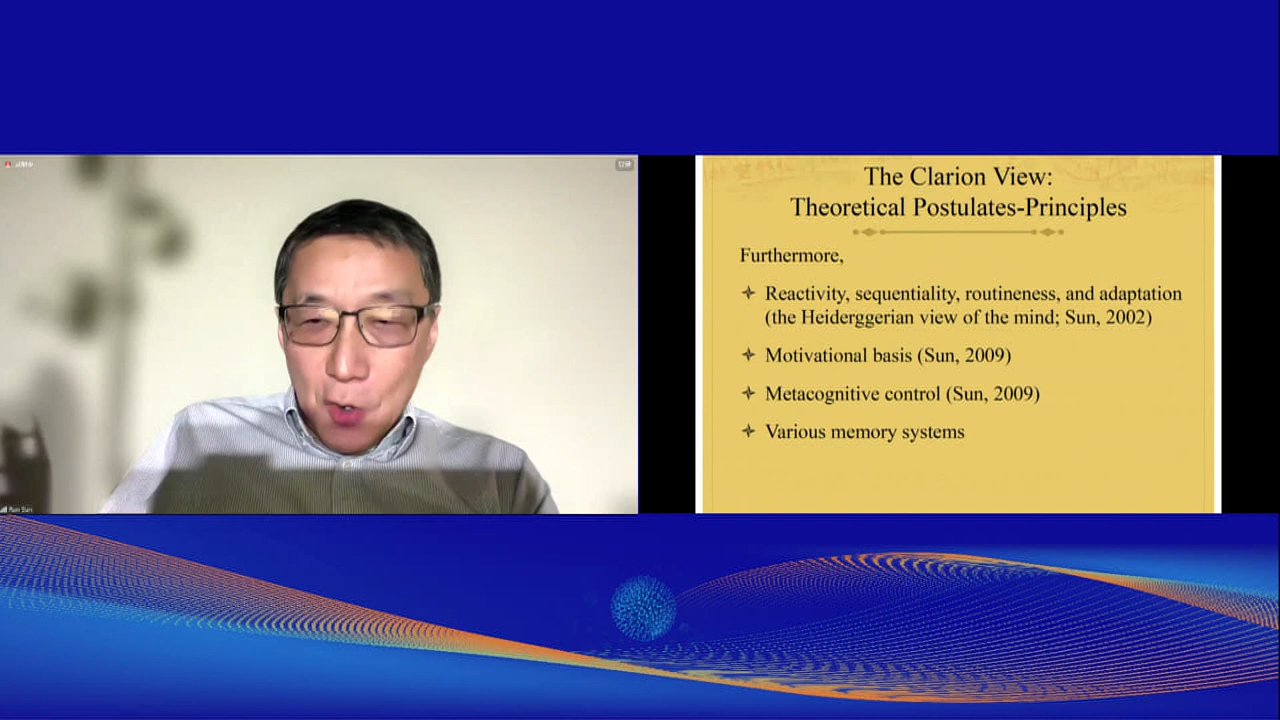 The Clarion View:
Theoretical Postulates-Principles
Furthermore,
Reactivity, sequentiality, routineness, and adaptation
(the Heiderggerian view of the mind; Sun, 2002)
Motivational basis (Sun, 2009)
Metacognitive control (Sun, 2009)
Various memory systems
Ron Sun